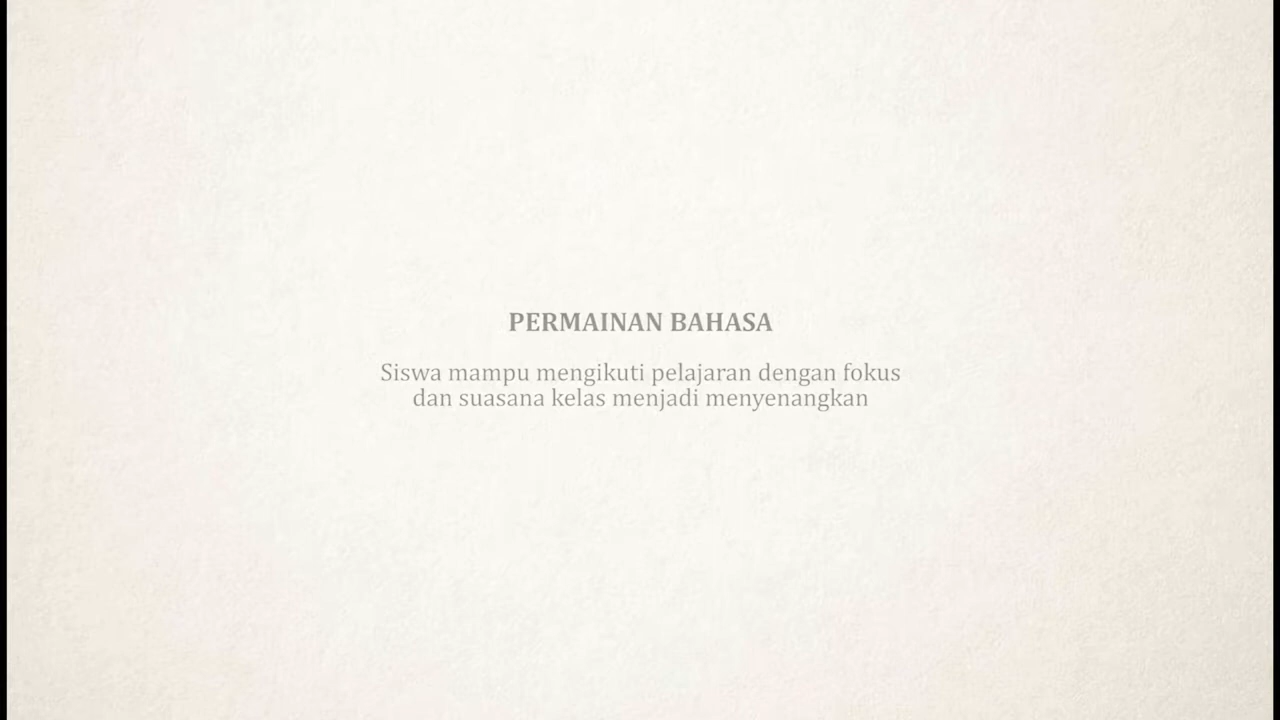 PERMAINAN BAHASA
Siswa mampu mengikuti pelajaran dengan fokus
dan suasana kelas menjadi menyenangkan